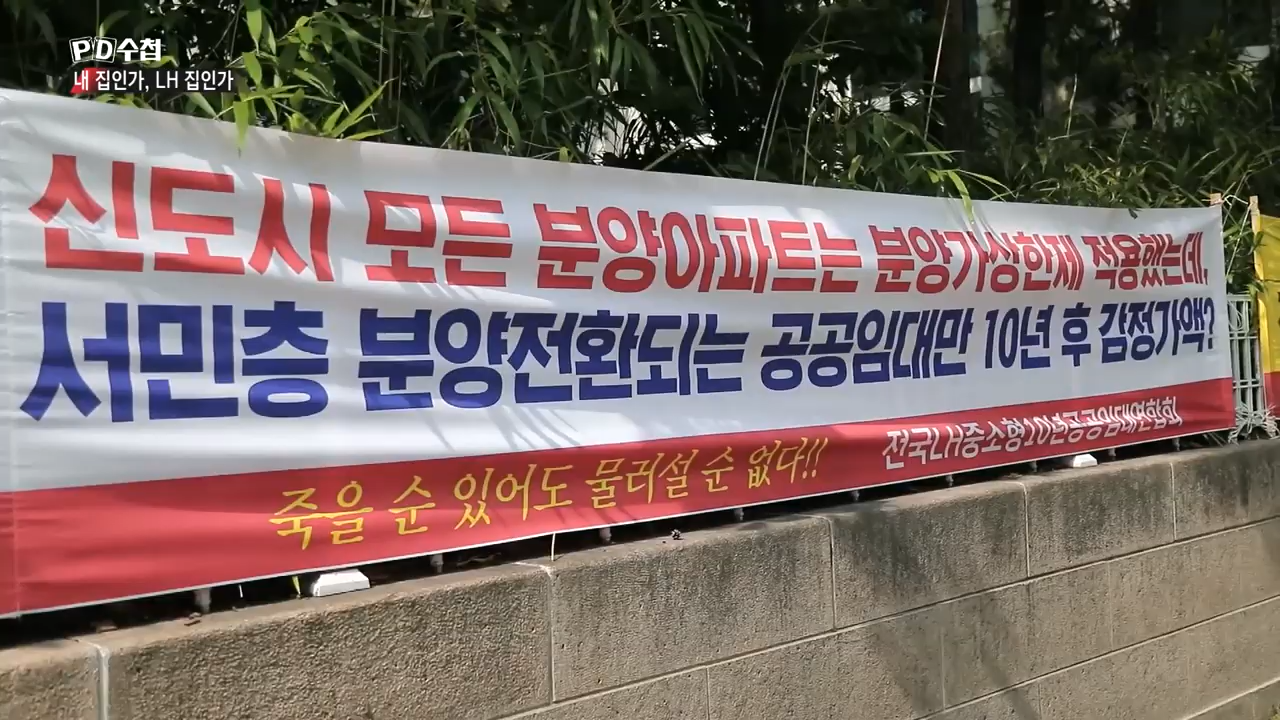 PD수첩
내 집인가, LH 집인가
신도시 모든 분양아파트는 분양가상한제 적용했는데,
서민층 분양전환되는 공공임대만 10년 후 감정가액?
죽을 순 있어도 물러설 순 없다!!
전국LH중소형10년공공임대연합회